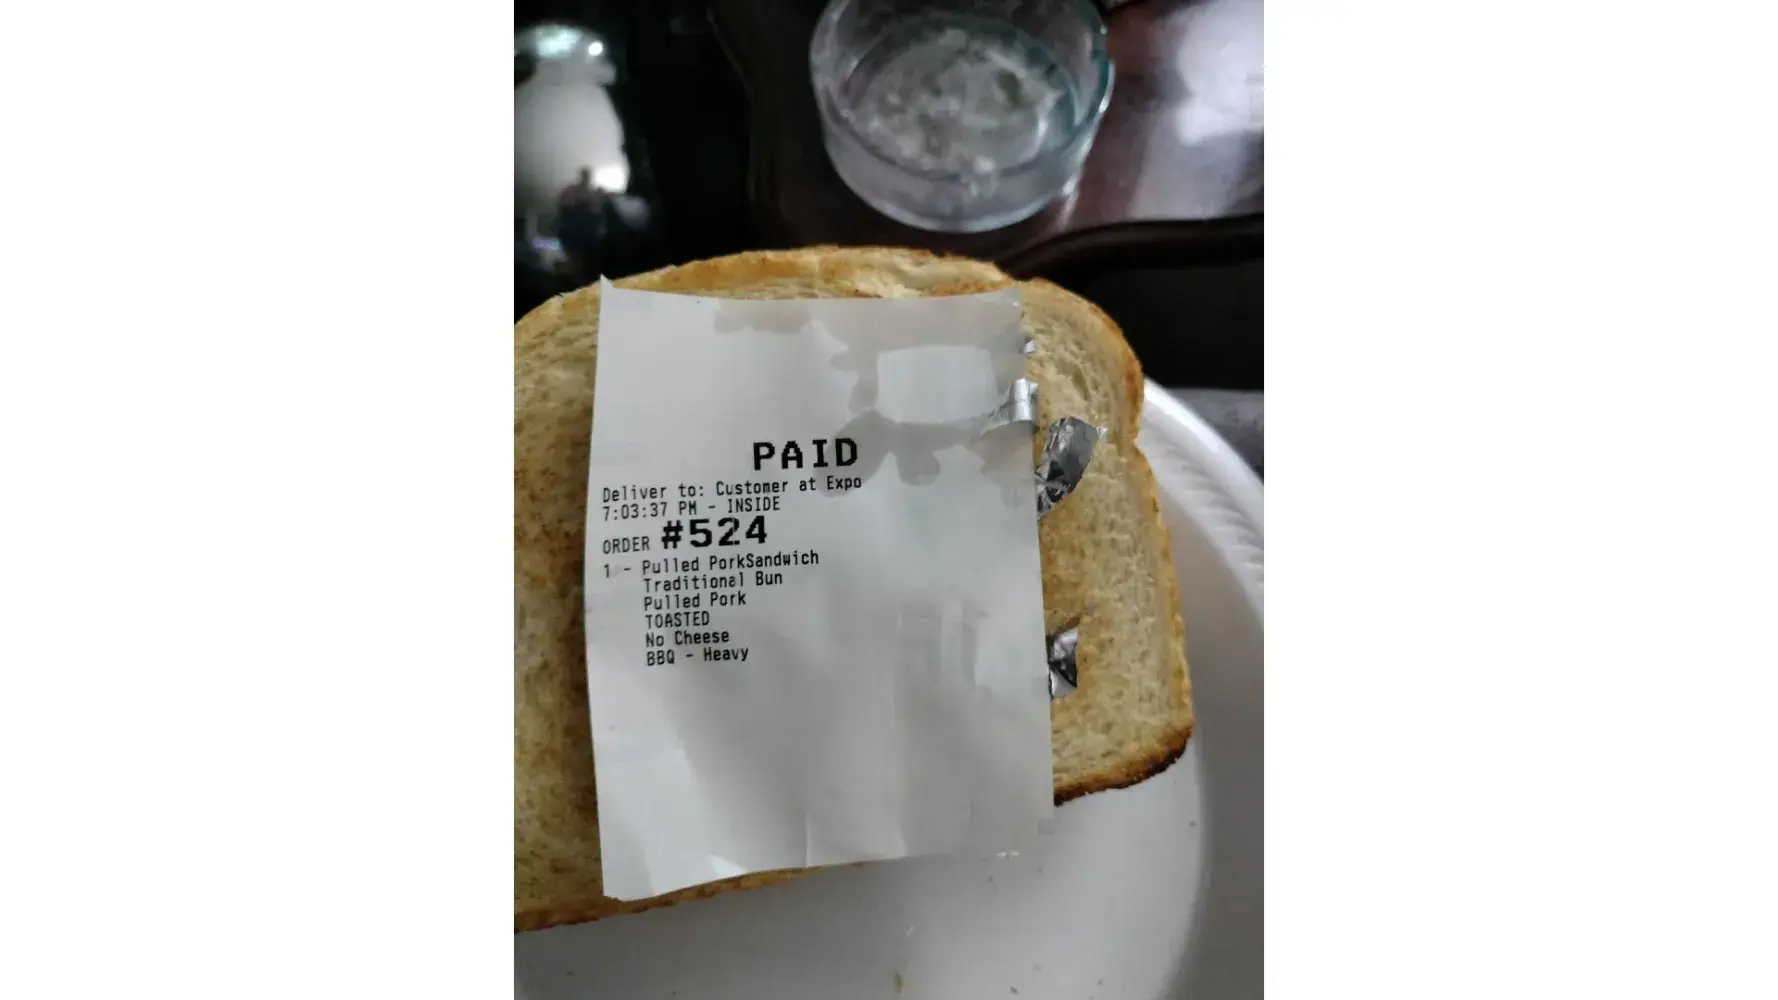 PAID
Deliver to: Customer at Expo
7:03:37 PM - INSIDE
ORDER #524
1 - Pulled PorkSandwich
Traditional Bun
Pulled Pork
TOASTED
No Cheese
BBQ - Heavy